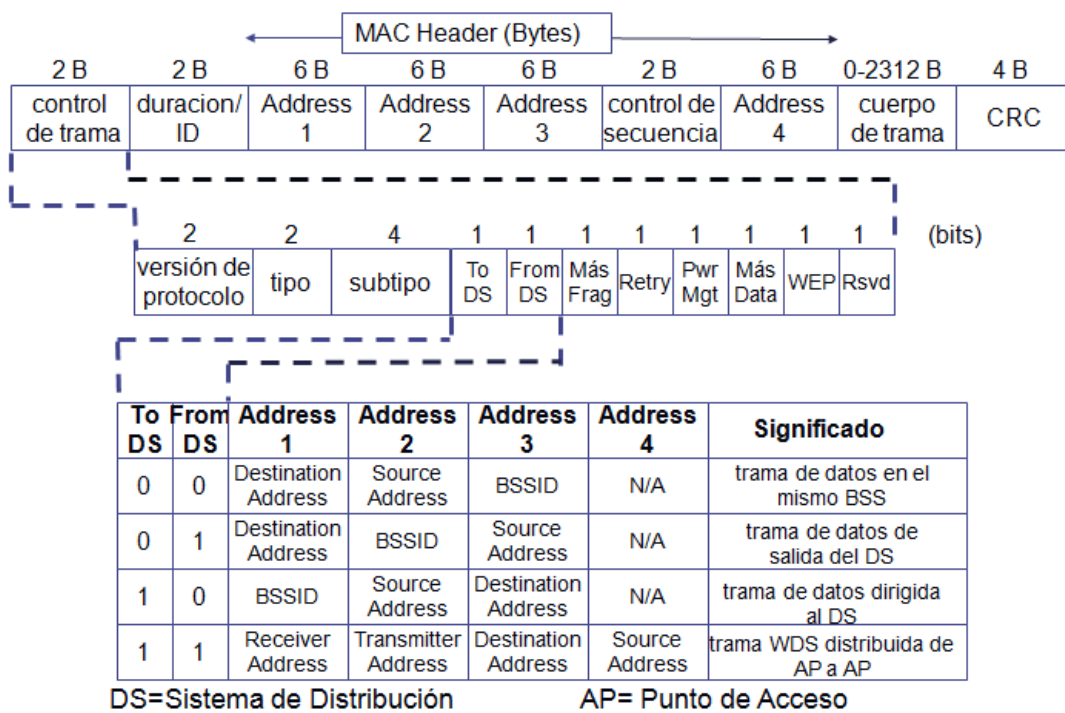 MAC Header (Bytes)
2 B 2 B 6 B 6 B 6 B 2 B 6 B 0-2312 B 4 B
control de trama
duracion/ ID
Address 1
Address 2
Address 3
control de secuencia
Address 4
cuerpo de trama
CRC
2 2 4 1 1 1 1 1 1 1 1 (bits)
versión de protocolo
tipo
subtipo
To DS
From DS
Más Frag
Retry
Pwr Mgt
Más Data
WEP
Rsvd
To DS From DS Address 1 Address 2 Address 3 Address 4 Significado
0 0 Destination Address Source Address BSSID N/A trama de datos en el mismo BSS
0 1 Destination Address BSSID Source Address N/A trama de datos de salida del DS
1 0 BSSID Source Address Destination Address N/A trama de datos dirigida al DS
1 1 Receiver Address Transmitter Address Destination Address Source Address trama WDS distribuida de AP a AP
DS=Sistema de Distribución AP= Punto de Acceso